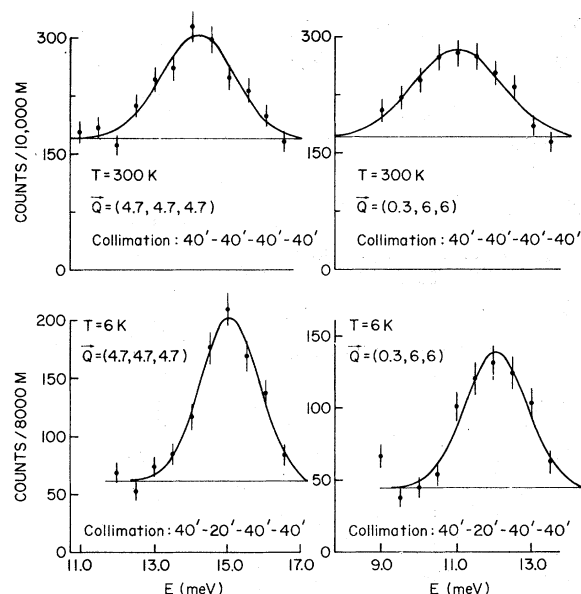 300
150
0
COUNTS/10,000 M
T=300 K
Q=(4.7, 4.7, 4.7)
Collimation: 40'-40'-40'-40'
300
150
0
T=300 K
Q=(0.3, 6, 6)
Collimation: 40'-40'-40'-40'
200
150
100
50
0
COUNTS/8000 M
T=6 K
Q=(4.7, 4.7, 4.7)
Collimation: 40'-20'-40'-40'
11.0 13.0 15.0 17.0
E (meV)
150
100
50
0
T=6K
Q=(0.3, 6, 6)
Collimation: 40'-20'-40'-40'
9.0 11.0 13.0
E (meV)